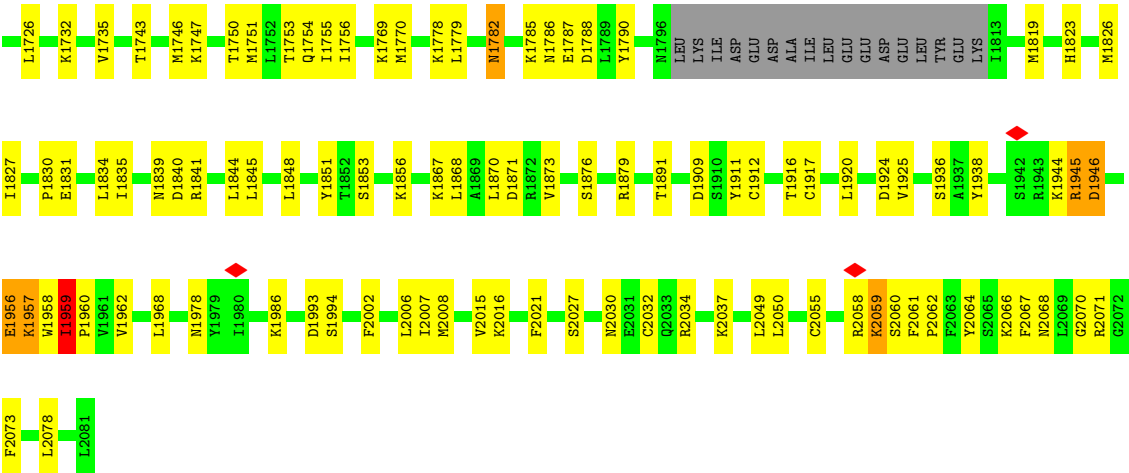 L1726 K1732 V1735 T1743 M1746 K1747 T1750 M1751 L1752 T1753 Q1754 I1755 I1756 K1769 M1770 K1778 L1779 N1782 K1785 N1786 E1787 D1788 L1789 Y1790 N1796 LEU LYS ILE ASP GLU ASP ALA ILE LEU GLU GLU ASP GLU LEU TYR GLU LYS I1813 M1819 H1823 M1826
I1827 P1830 E1831 L1834 I1835 N1839 D1840 R1841 L1844 L1845 L1848 Y1851 T1852 S1853 K1856 K1867 L1868 A1869 L1870 D1871 R1872 V1873 S1876 R1879 T1891 D1909 S1910 Y1911 C1912 T1916 C1917 L1920 D1924 V1925 S1936 A1937 Y1938 S1942 R1943 K1944 R1945 D1946
E1956 K1957 W1958 I1959 P1960 V1961 V1962 L1968 N1978 Y1979 I1980 K1986 D1993 S1994 F2002 L2006 I2007 M2008 V2015 K2016 F2021 S2027 N2030 E2031 C2032 Q2033 R2034 K2037 L2049 L2050 C2055 R2058 K2059 S2060 F2061 P2062 F2063 Y2064 S2065 K2066 F2067 N2068 L2069 G2070 R2071 G2072
F2073 L2078 L2081